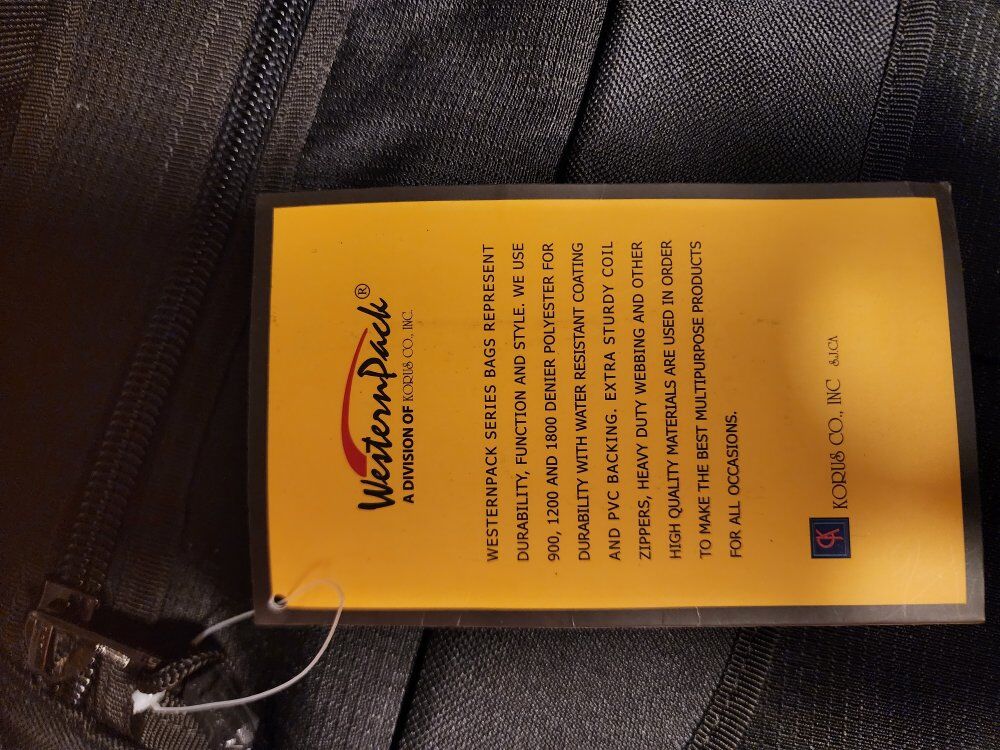 WesternPack®
A DIVISION OF KORUS CO., INC.
WESTERNPACK SERIES BAGS REPRESENT
DURABILITY, FUNCTION AND STYLE. WE USE
900, 1200 AND 1800 DENIER POLYESTER FOR
DURABILITY WITH WATER RESISTANT COATING
AND PVC BACKING. EXTRA STURDY COIL
ZIPPERS, HEAVY DUTY WEBBING AND OTHER
HIGH QUALITY MATERIALS ARE USED IN ORDER
TO MAKE THE BEST MULTIPURPOSE PRODUCTS
FOR ALL OCCASIONS.
KORUS CO., INC S.J.CA